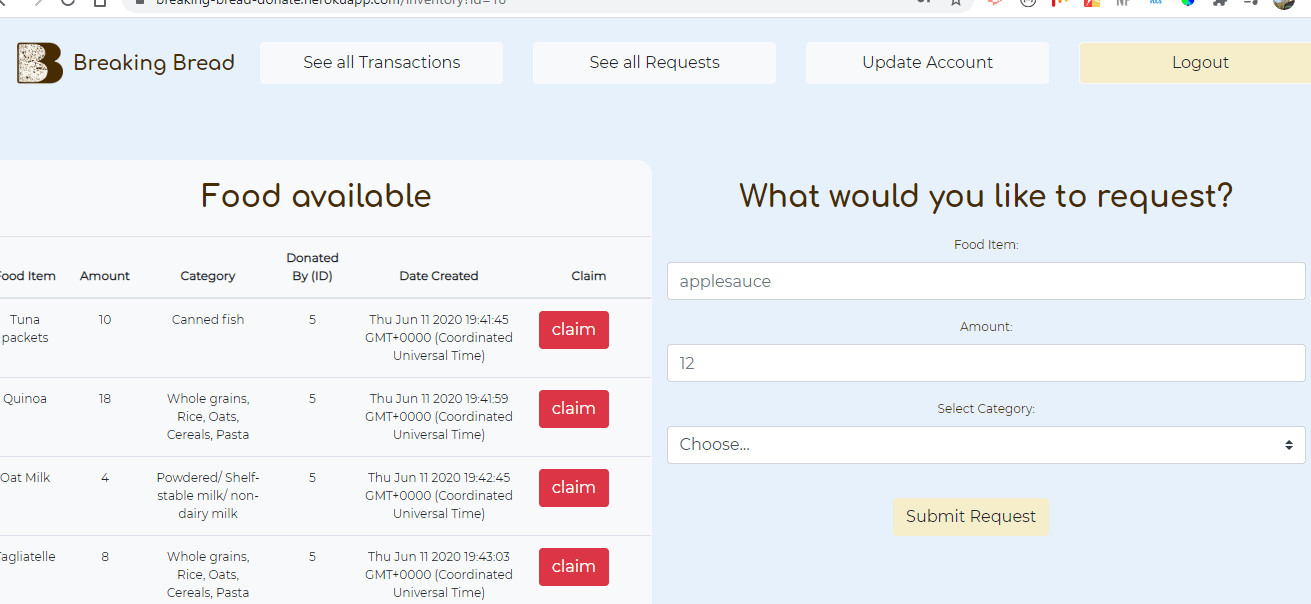 breaking-bread-donate.herokuapp.com/inventory?id=16
Breaking Bread
See all Transactions
See all Requests
Update Account
Logout
Food available
Food Item
Amount
Category
Donated
By (ID)
Date Created
Claim
Tuna
packets
10
Canned fish
5
Thu Jun 11 2020 19:41:45
GMT+0000 (Coordinated
Universal Time)
claim
Quinoa
18
Whole grains,
Rice, Oats,
Cereals, Pasta
5
Thu Jun 11 2020 19:41:59
GMT+0000 (Coordinated
Universal Time)
claim
Oat Milk
4
Powdered/ Shelf-
stable milk/ non-
dairy milk
5
Thu Jun 11 2020 19:42:45
GMT+0000 (Coordinated
Universal Time)
claim
Tagliatelle
8
Whole grains,
Rice, Oats,
Cereals, Pasta
5
Thu Jun 11 2020 19:43:03
GMT+0000 (Coordinated
Universal Time)
claim
What would you like to request?
Food Item:
applesauce
Amount:
12
Select Category:
Choose...
Submit Request